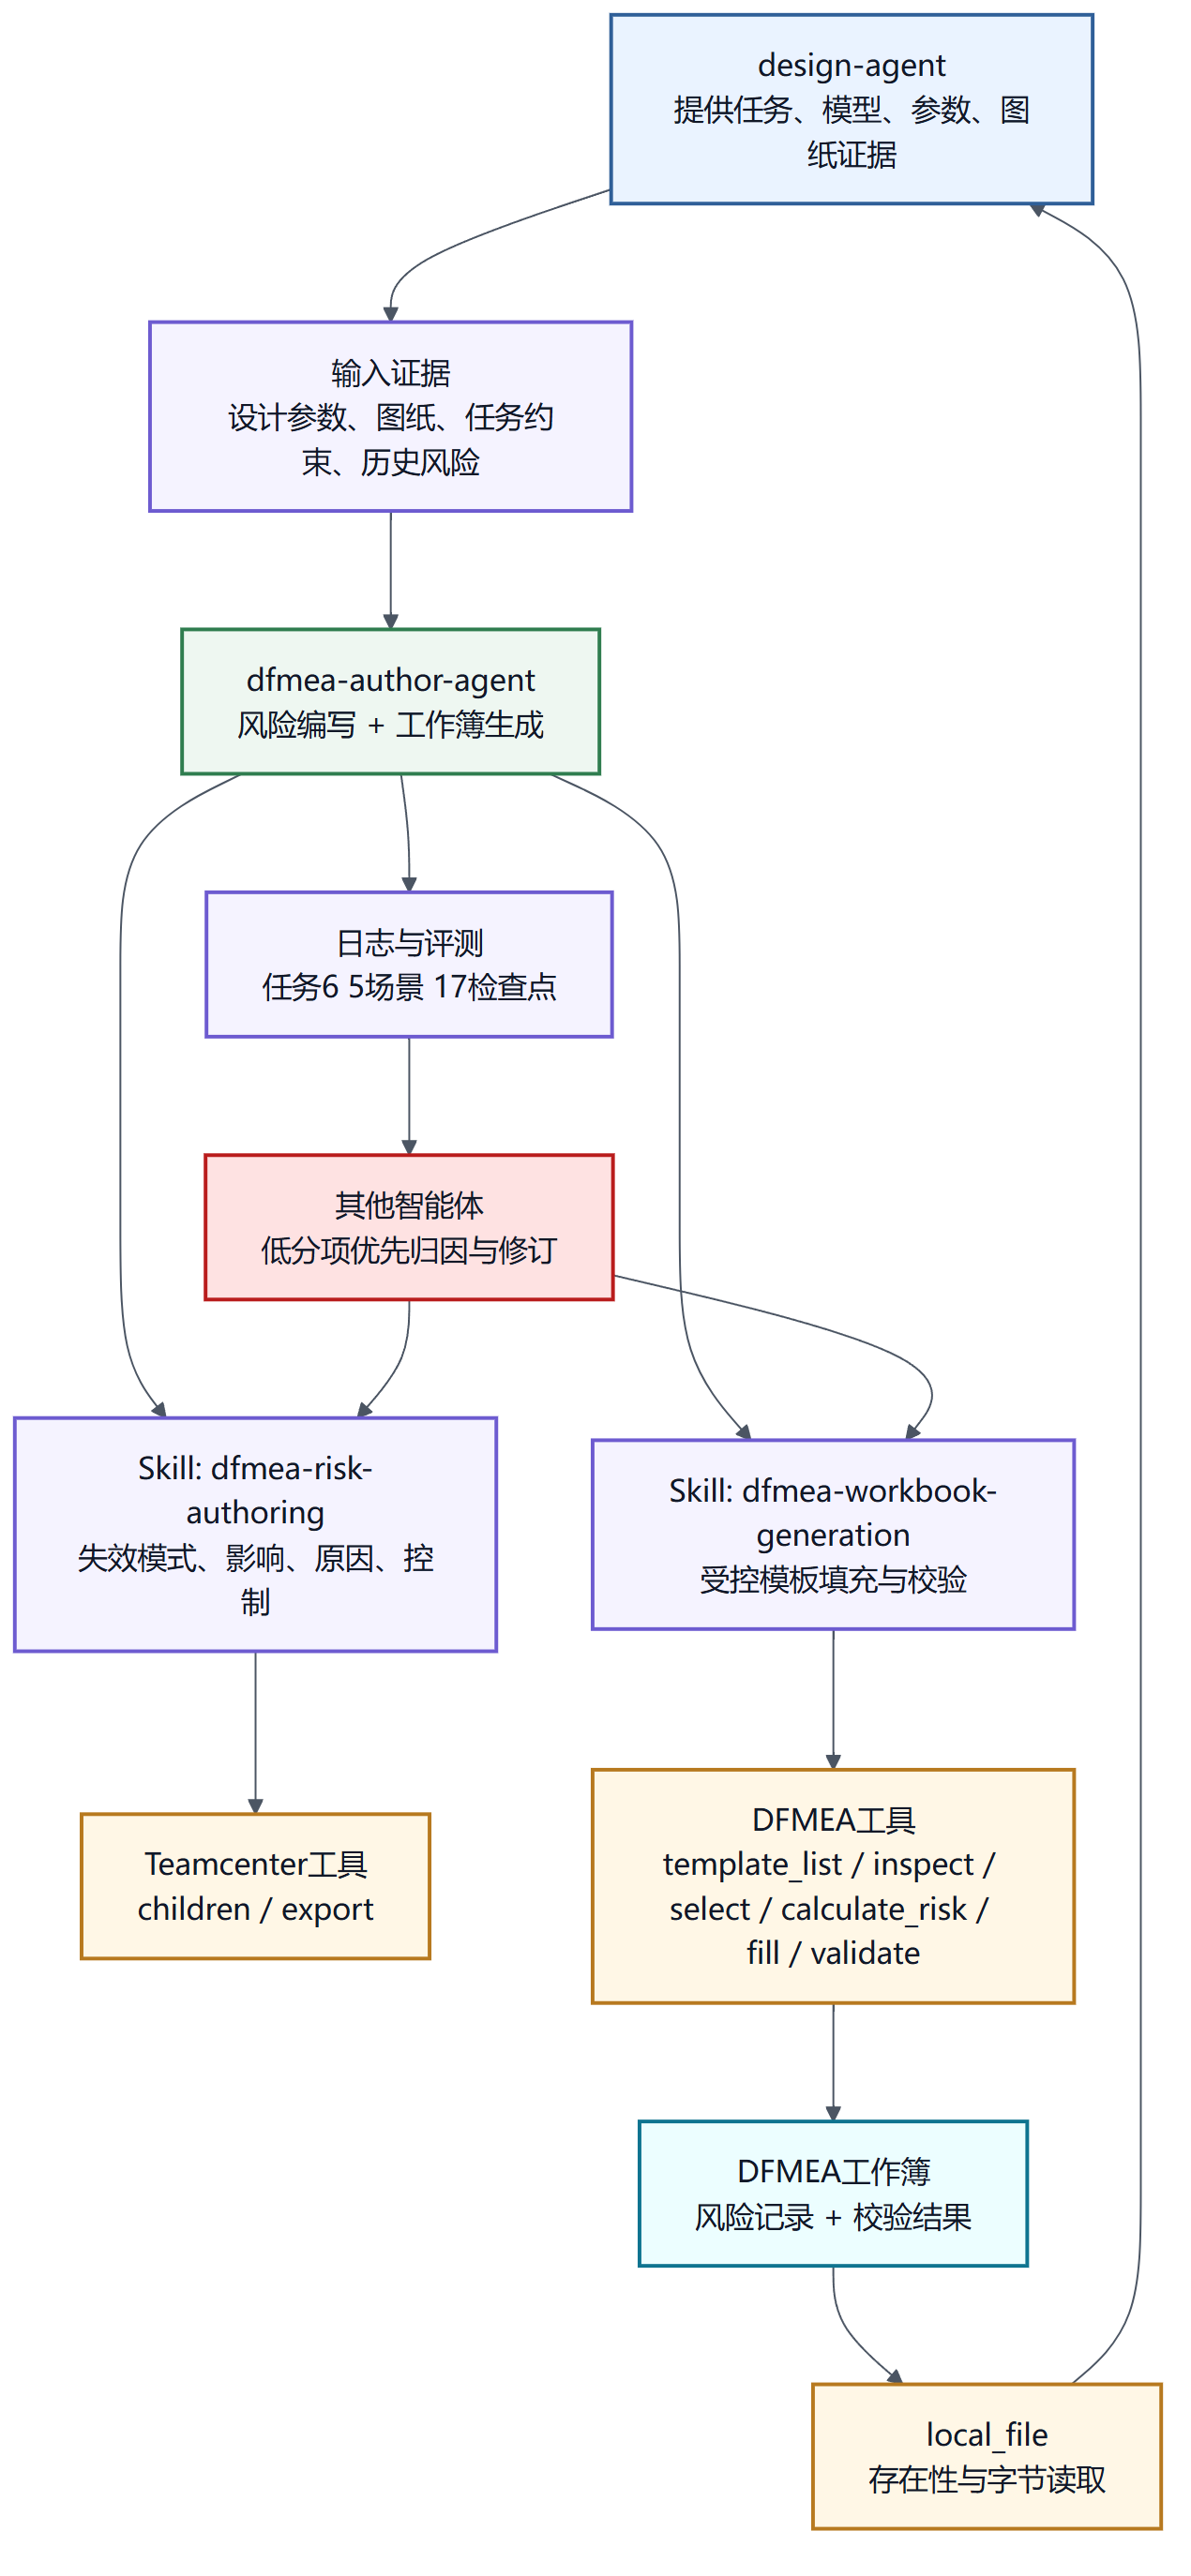 design-agent
提供任务、模型、参数、图
纸证据
输入证据
设计参数、图纸、任务约
束、历史风险
dfmea-author-agent
风险编写 + 工作簿生成
日志与评测
任务6 5场景 17检查点
其他智能体
低分项优先归因与修订
Skill: dfmea-risk-
authoring
失效模式、影响、原因、控
制
Skill: dfmea-workbook-
generation
受控模板填充与校验
Teamcenter工具
children / export
DFMEA工具
template_list / inspect /
select / calculate_risk /
fill / validate
DFMEA工作簿
风险记录 + 校验结果
local_file
存在性与字节读取